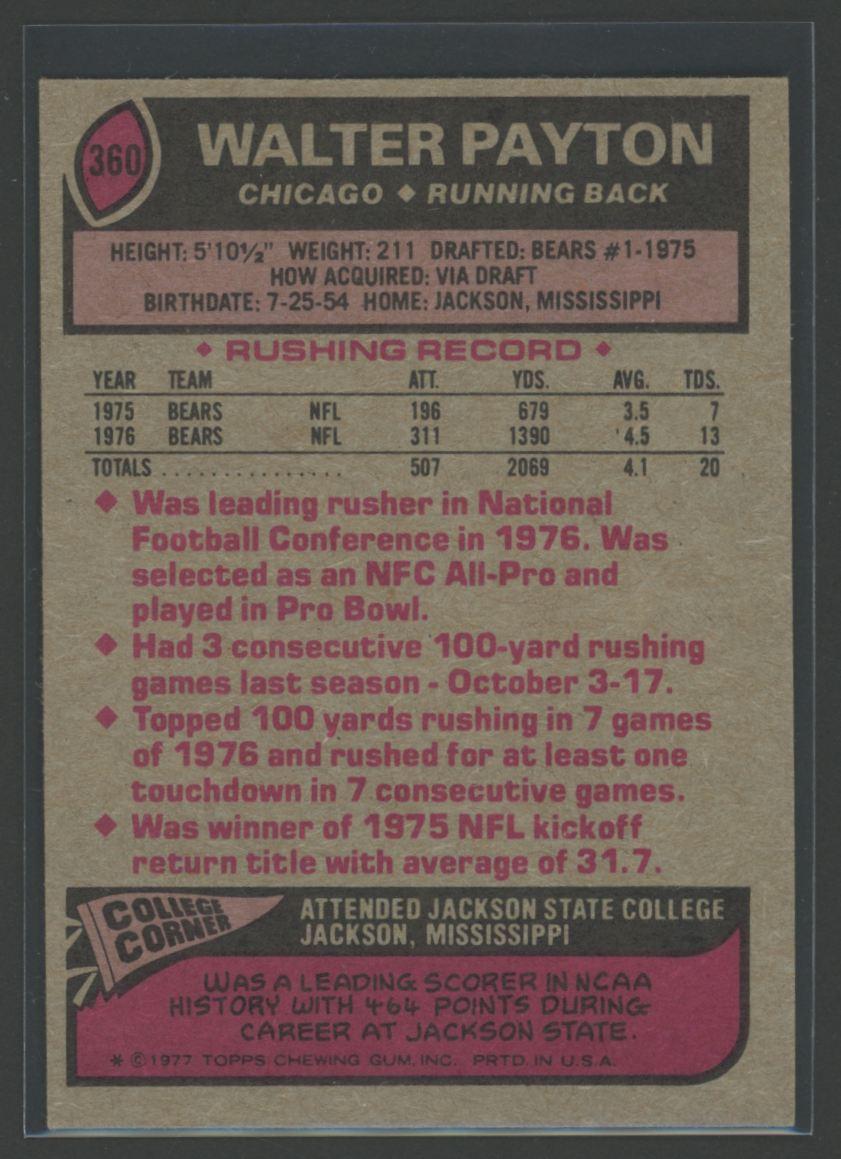 360
WALTER PAYTON
CHICAGO ◆ RUNNING BACK
HEIGHT: 5'10½" WEIGHT: 211 DRAFTED: BEARS #1-1975
HOW ACQUIRED: VIA DRAFT
BIRTHDATE: 7-25-54 HOME: JACKSON, MISSISSIPPI
◆ RUSHING RECORD ◆
YEAR TEAM ATT. YDS. AVG. TDS.
1975 BEARS NFL 196 679 3.5 7
1976 BEARS NFL 311 1390 4.5 13
TOTALS ................ 507 2069 4.1 20
◆ Was leading rusher in National
Football Conference in 1976. Was
selected as an NFC All-Pro and
played in Pro Bowl.
◆ Had 3 consecutive 100-yard rushing
games last season - October 3-17.
◆ Topped 100 yards rushing in 7 games
of 1976 and rushed for at least one
touchdown in 7 consecutive games.
◆ Was winner of 1975 NFL kickoff
return title with average of 31.7.
COLLEGE
CORNER
ATTENDED JACKSON STATE COLLEGE
JACKSON, MISSISSIPPI
WAS A LEADING SCORER IN NCAA
HISTORY WITH 464 POINTS DURING
CAREER AT JACKSON STATE.
* ©1977 TOPPS CHEWING GUM, INC. PRTD. IN U.S.A.